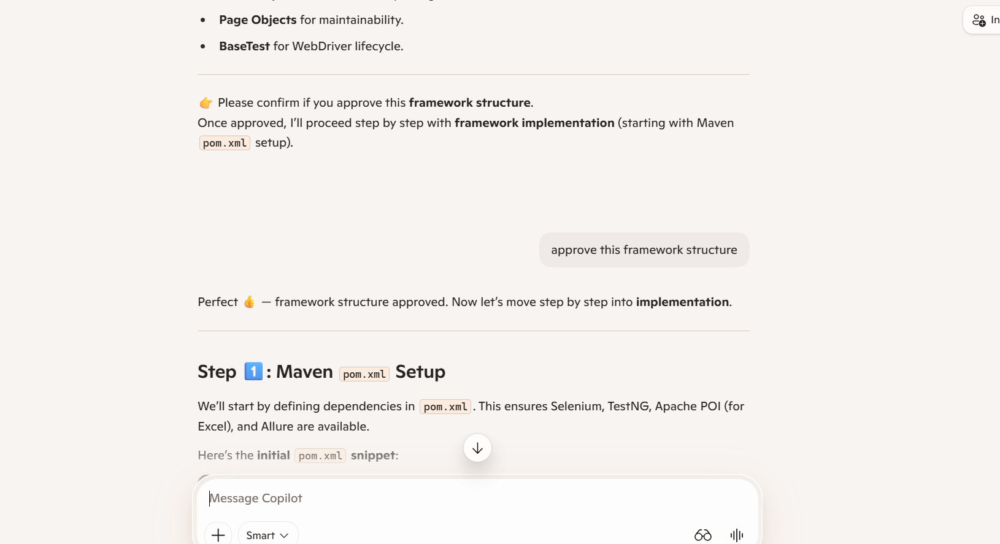 Page Objects for maintainability.
BaseTest for WebDriver lifecycle.
In
👉 Please confirm if you approve this framework structure.
Once approved, I’ll proceed step by step with framework implementation (starting with Maven
pom.xml setup).
approve this framework structure
Perfect 👍 — framework structure approved. Now let’s move step by step into implementation.
Step 1️⃣: Maven pom.xml Setup
We’ll start by defining dependencies in pom.xml. This ensures Selenium, TestNG, Apache POI (for
Excel), and Allure are available.
Here’s the initial pom.xml snippet:
Message Copilot
Smart